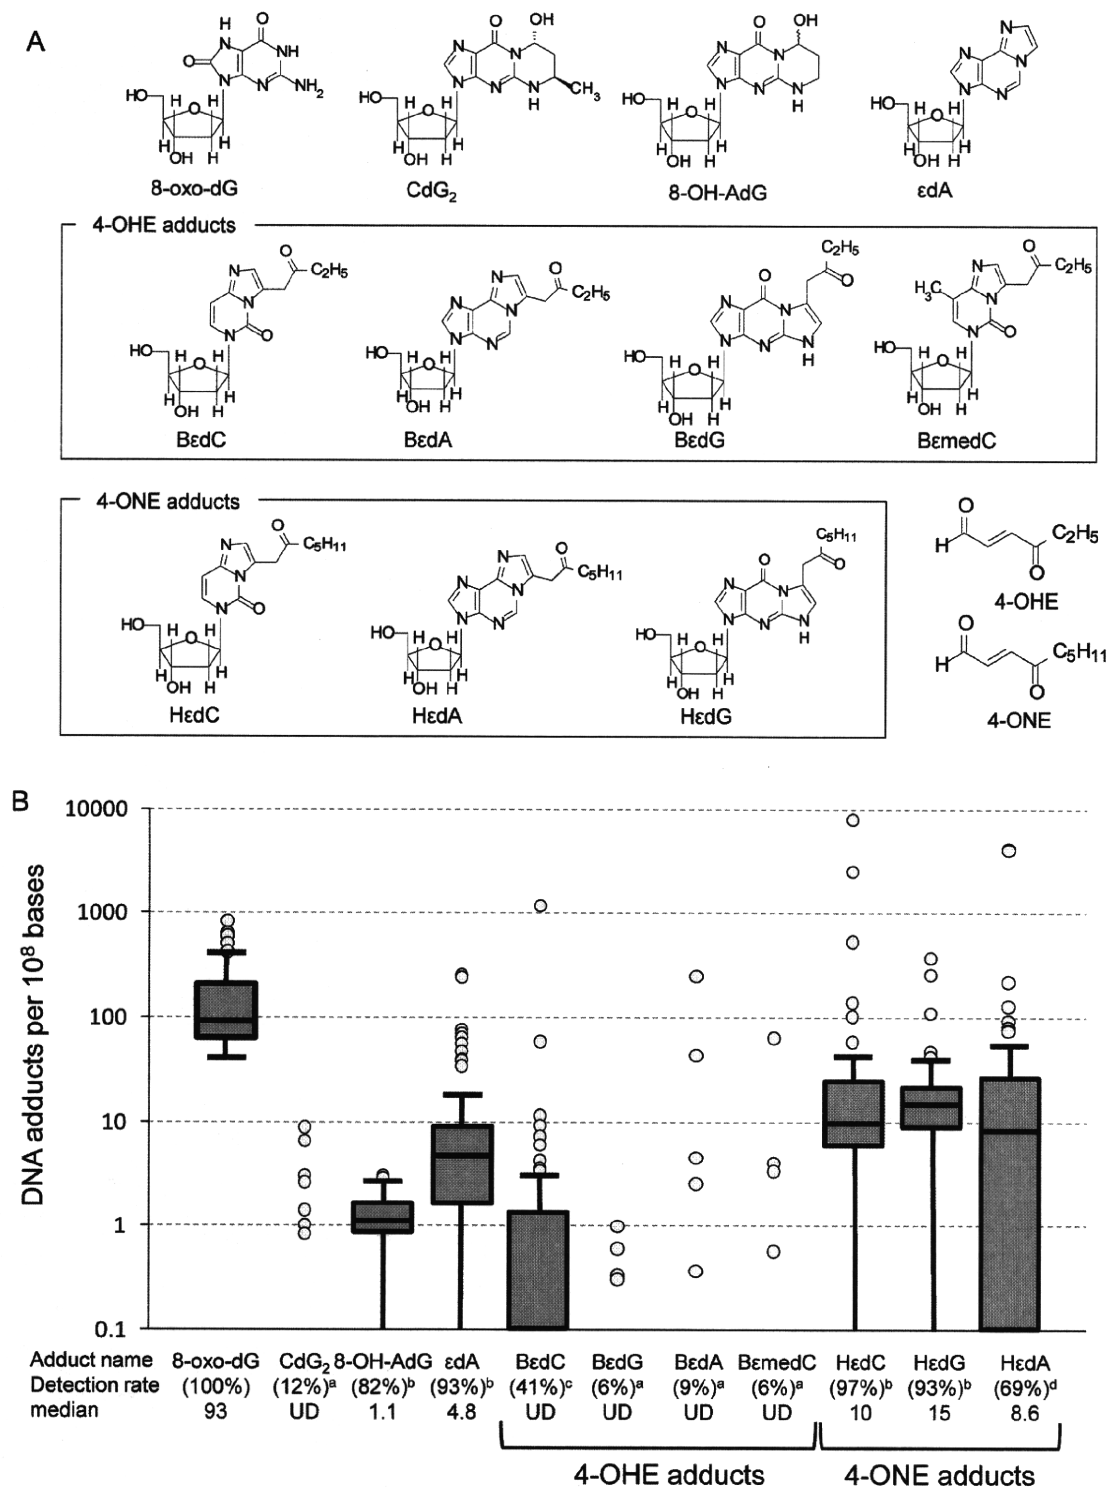 A
8-oxo-dG
CdG2
8-OH-AdG
εdA
4-OHE adducts
BεdC
BεdA
BεdG
BεmedC
4-ONE adducts
HεdC
HεdA
HεdG
4-OHE
4-ONE
B
DNA adducts per 10⁸ bases
10000
1000
100
10
1
0.1
Adduct name 8-oxo-dG CdG2 8-OH-AdG εdA BεdC BεdG BεdA BεmedC HεdC HεdG HεdA
Detection rate (100%) (12%)ᵃ (82%)ᵇ (93%)ᵇ (41%)ᶜ (6%)ᵃ (9%)ᵃ (6%)ᵃ (97%)ᵇ (93%)ᵇ (69%)ᵈ
median 93 UD 1.1 4.8 UD UD UD UD 10 15 8.6
4-OHE adducts 4-ONE adducts